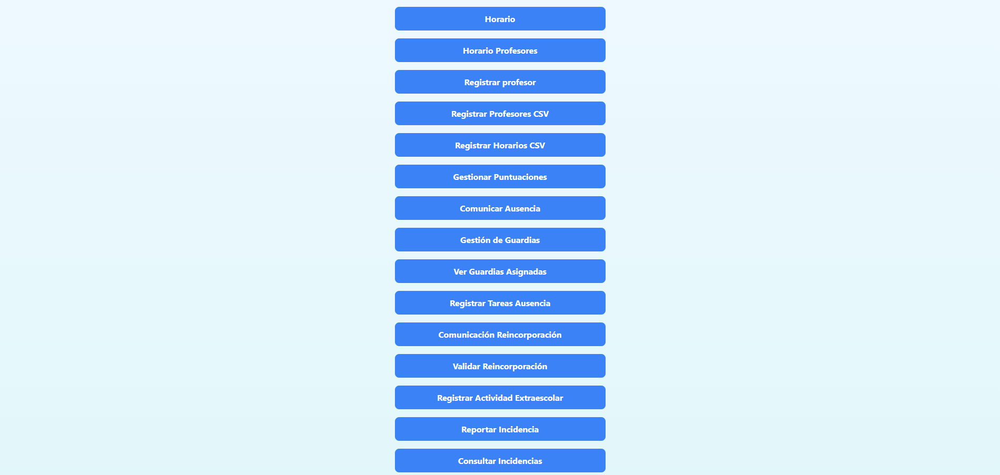 Horario
Horario Profesores
Registrar profesor
Registrar Profesores CSV
Registrar Horarios CSV
Gestionar Puntuaciones
Comunicar Ausencia
Gestión de Guardias
Ver Guardias Asignadas
Registrar Tareas Ausencia
Comunicación Reincorporación
Validar Reincorporación
Registrar Actividad Extraescolar
Reportar Incidencia
Consultar Incidencias